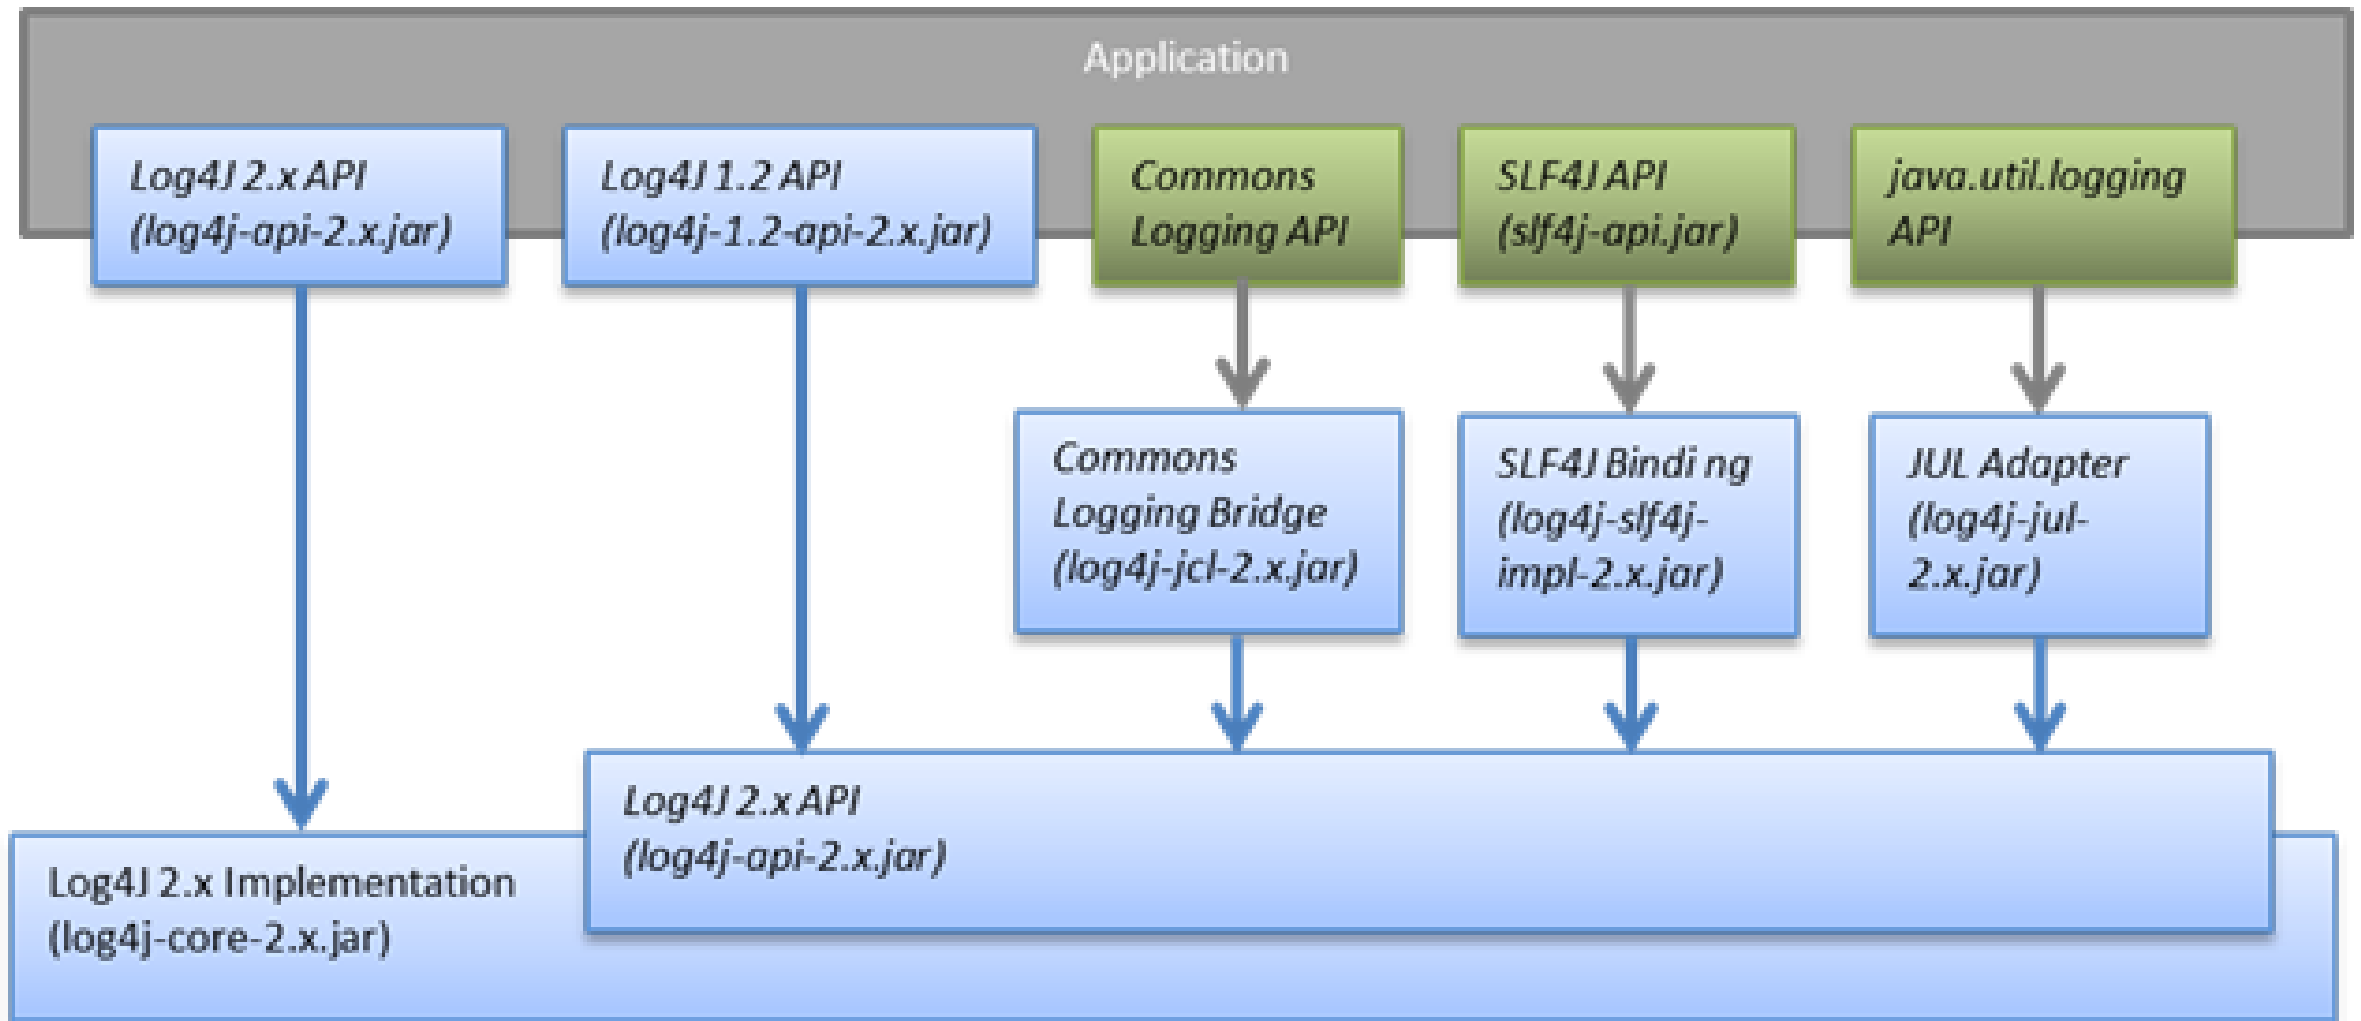 Application
Log4J 2.x API
(log4j-api-2.x.jar)
Log4J 1.2 API
(log4j-1.2-api-2.x.jar)
Commons
Logging API
SLF4J API
(slf4j-api.jar)
java.util.logging
API
Commons
Logging Bridge
(log4j-jcl-2.x.jar)
SLF4J Binding
(log4j-slf4j-
impl-2.x.jar)
JUL Adapter
(log4j-jul-
2.x.jar)
Log4J 2.x API
(log4j-api-2.x.jar)
Log4J 2.x Implementation
(log4j-core-2.x.jar)